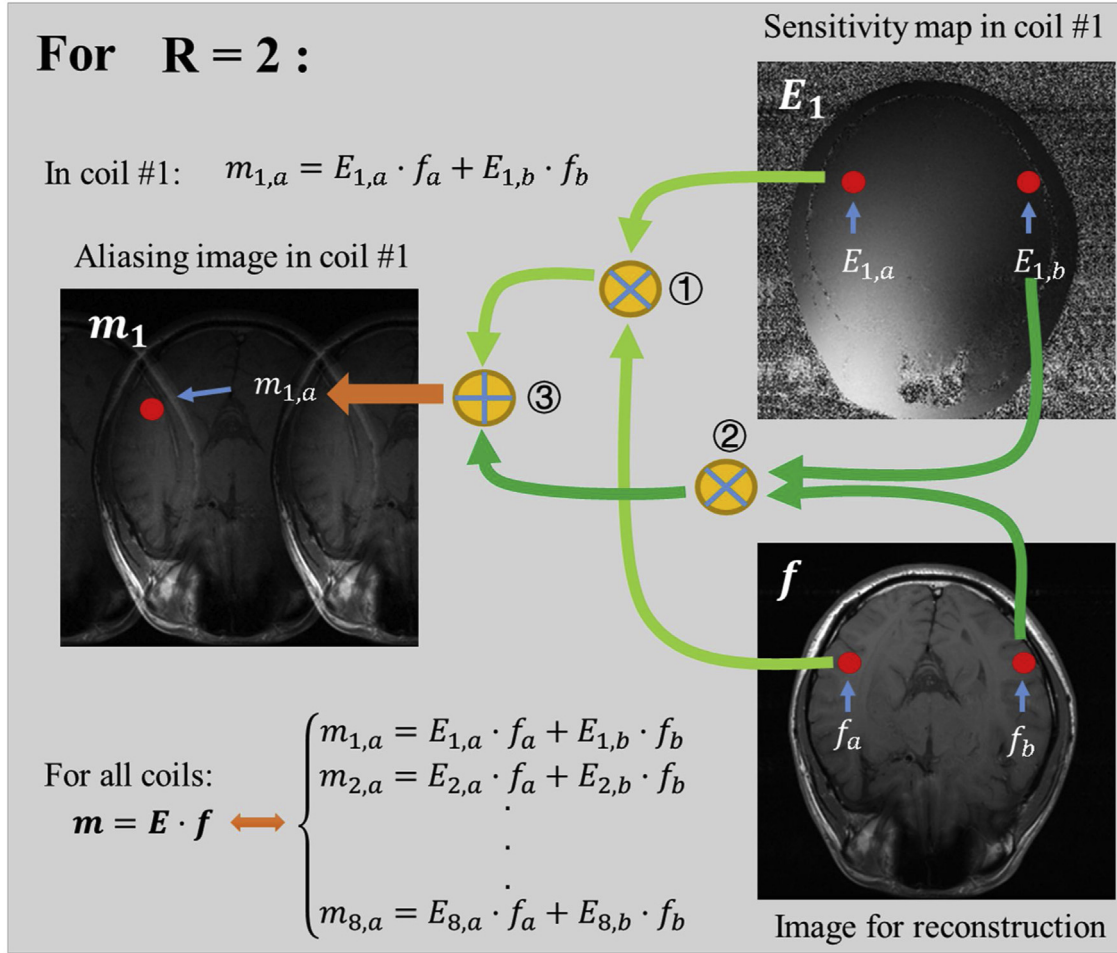 For R = 2 :
Sensitivity map in coil #1
E₁
In coil #1: m₁,ₐ = E₁,ₐ · fₐ + E₁,b · f_b
E₁,ₐ
E₁,b
①
Aliasing image in coil #1
m₁
m₁,ₐ
③
②
f
fₐ
f_b
For all coils:
m = E · f
m₁,ₐ = E₁,ₐ · fₐ + E₁,b · f_b
m₂,ₐ = E₂,ₐ · fₐ + E₂,b · f_b
.
.
.
m₈,ₐ = E₈,ₐ · fₐ + E₈,b · f_b
Image for reconstruction